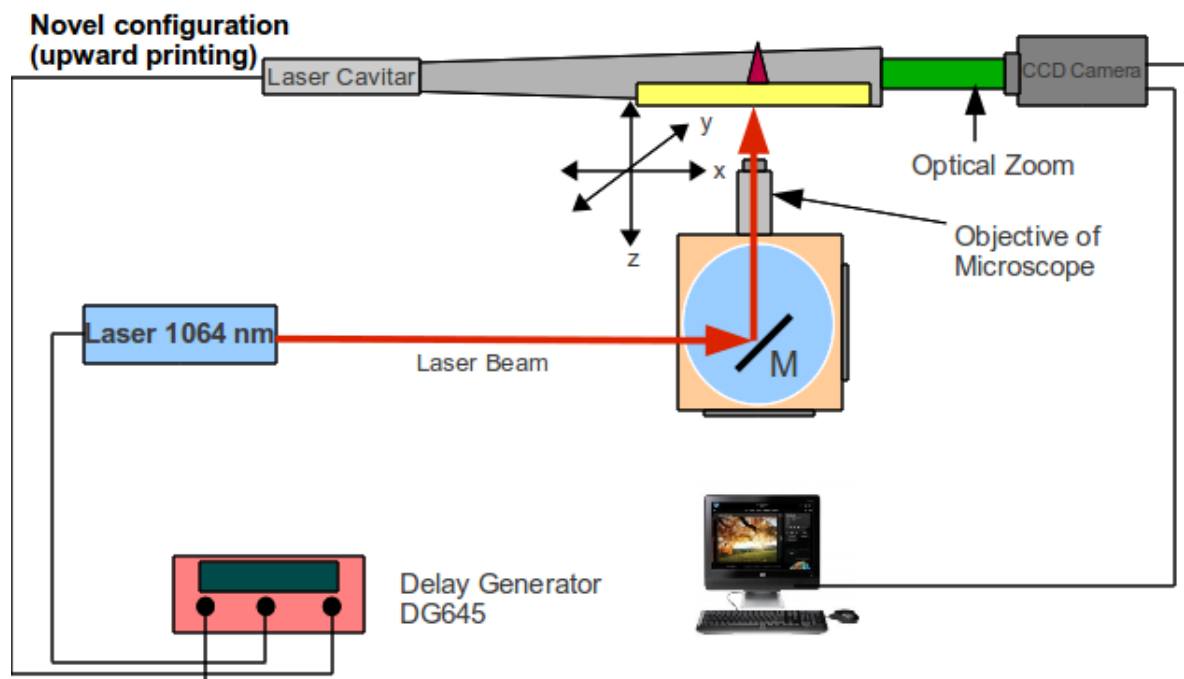 Novel configuration
(upward printing)
Laser Cavitar
CCD Camera
y
x
z
Optical Zoom
Objective of
Microscope
Laser 1064 nm
Laser Beam
M
Delay Generator
DG645